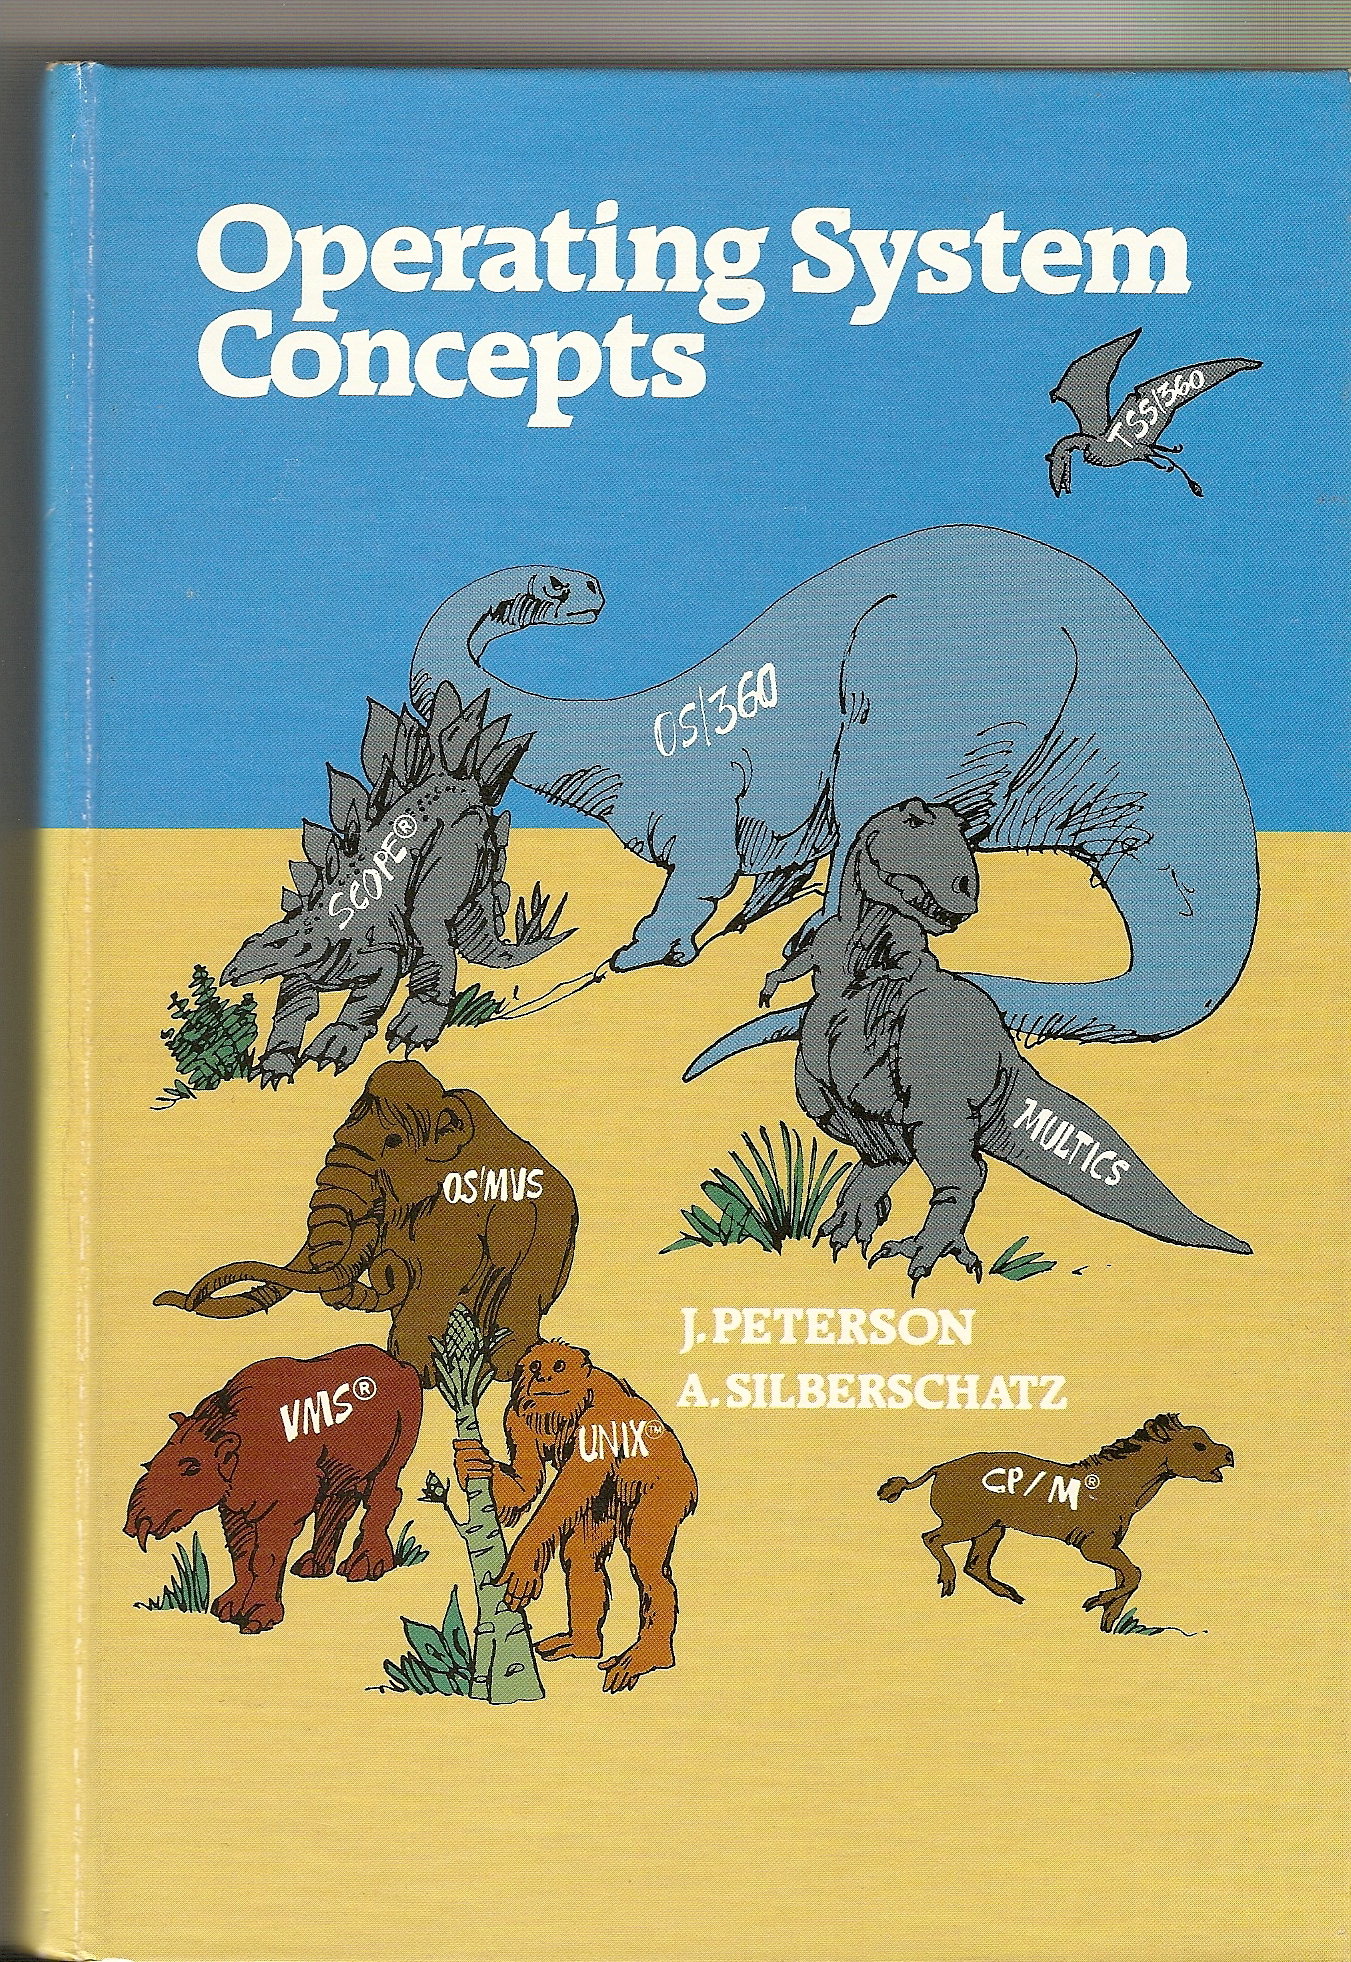 Operating System
Concepts
TSS/360
OS/360
SCOPE®
MULTICS
OS/MVS
J. PETERSON
A. SILBERSCHATZ
VMS®
UNIX™
CP/M®